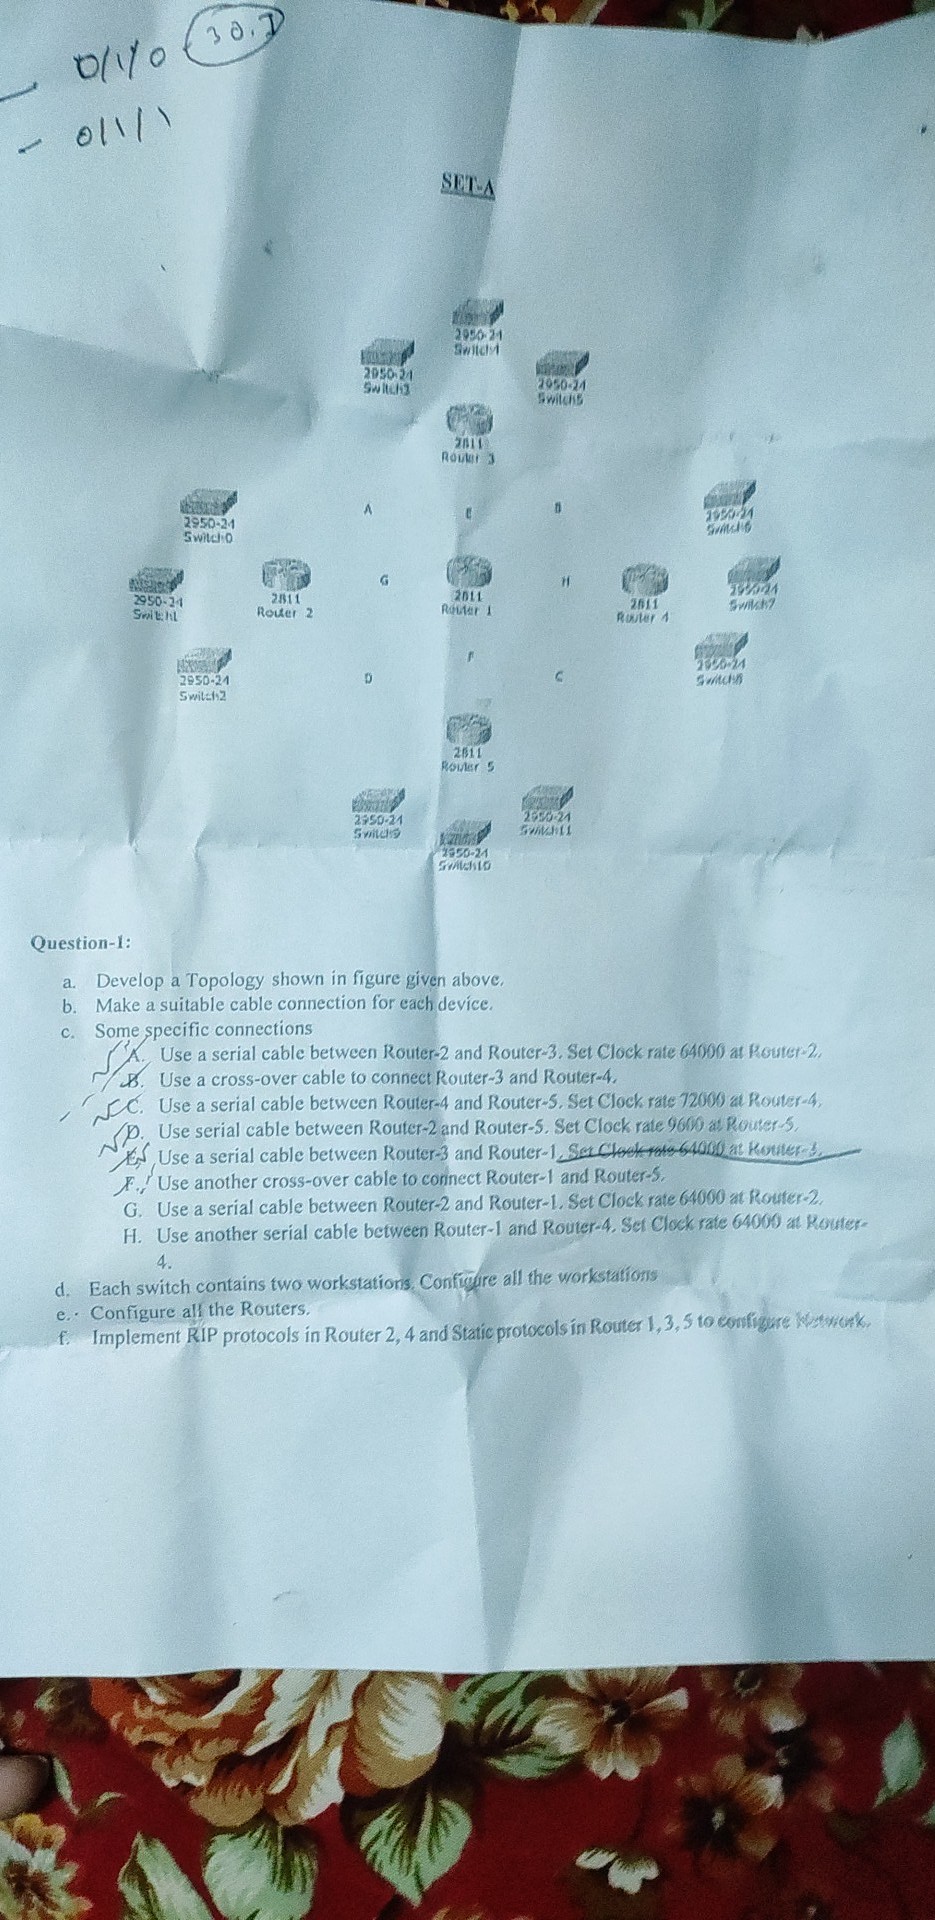 0/1/0 30.1
0/1/1
SET-A
2950-24
Switch4
2950-24
Switch3
2950-24
Switch5
2811
Router 3
A E B
2950-24
Switch0
2950-24
Switch6
2950-24
Switch1
2811
Router 2
G
2811
Router 1
H
2811
Router 4
2950-24
Switch7
2950-24
Switch2
D F C
2950-24
Switch8
2811
Router 5
2950-24
Switch9
2950-24
Switch11
2950-24
Switch10
Question-1:
a. Develop a Topology shown in figure given above.
b. Make a suitable cable connection for each device.
c. Some specific connections
A. Use a serial cable between Router-2 and Router-3. Set Clock rate 64000 at Router-2.
B. Use a cross-over cable to connect Router-3 and Router-4.
C. Use a serial cable between Router-4 and Router-5. Set Clock rate 72000 at Router-4.
D. Use serial cable between Router-2 and Router-5. Set Clock rate 9600 at Router-5.
E. Use a serial cable between Router-3 and Router-1. Set Clock rate 64000 at Router-3.
F. Use another cross-over cable to connect Router-1 and Router-5.
G. Use a serial cable between Router-2 and Router-1. Set Clock rate 64000 at Router-2.
H. Use another serial cable between Router-1 and Router-4. Set Clock rate 64000 at Router-
4.
d. Each switch contains two workstations. Configure all the workstations
e. Configure all the Routers.
f. Implement RIP protocols in Router 2, 4 and Static protocols in Router 1, 3, 5 to configure Network.